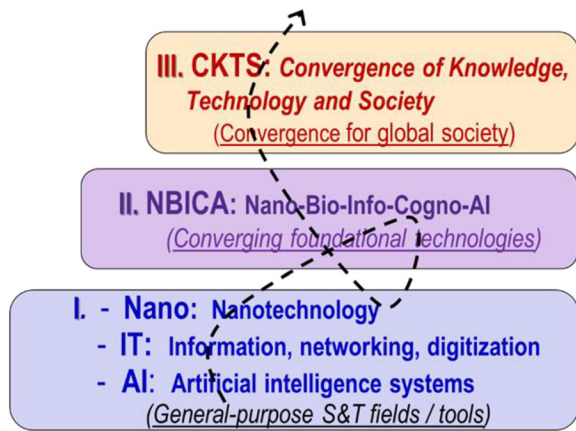 III. CKTS: Convergence of Knowledge,
Technology and Society
(Convergence for global society)
II. NBICA: Nano-Bio-Info-Cogno-AI
(Converging foundational technologies)
I. - Nano: Nanotechnology
- IT: Information, networking, digitization
- AI: Artificial intelligence systems
(General-purpose S&T fields / tools)